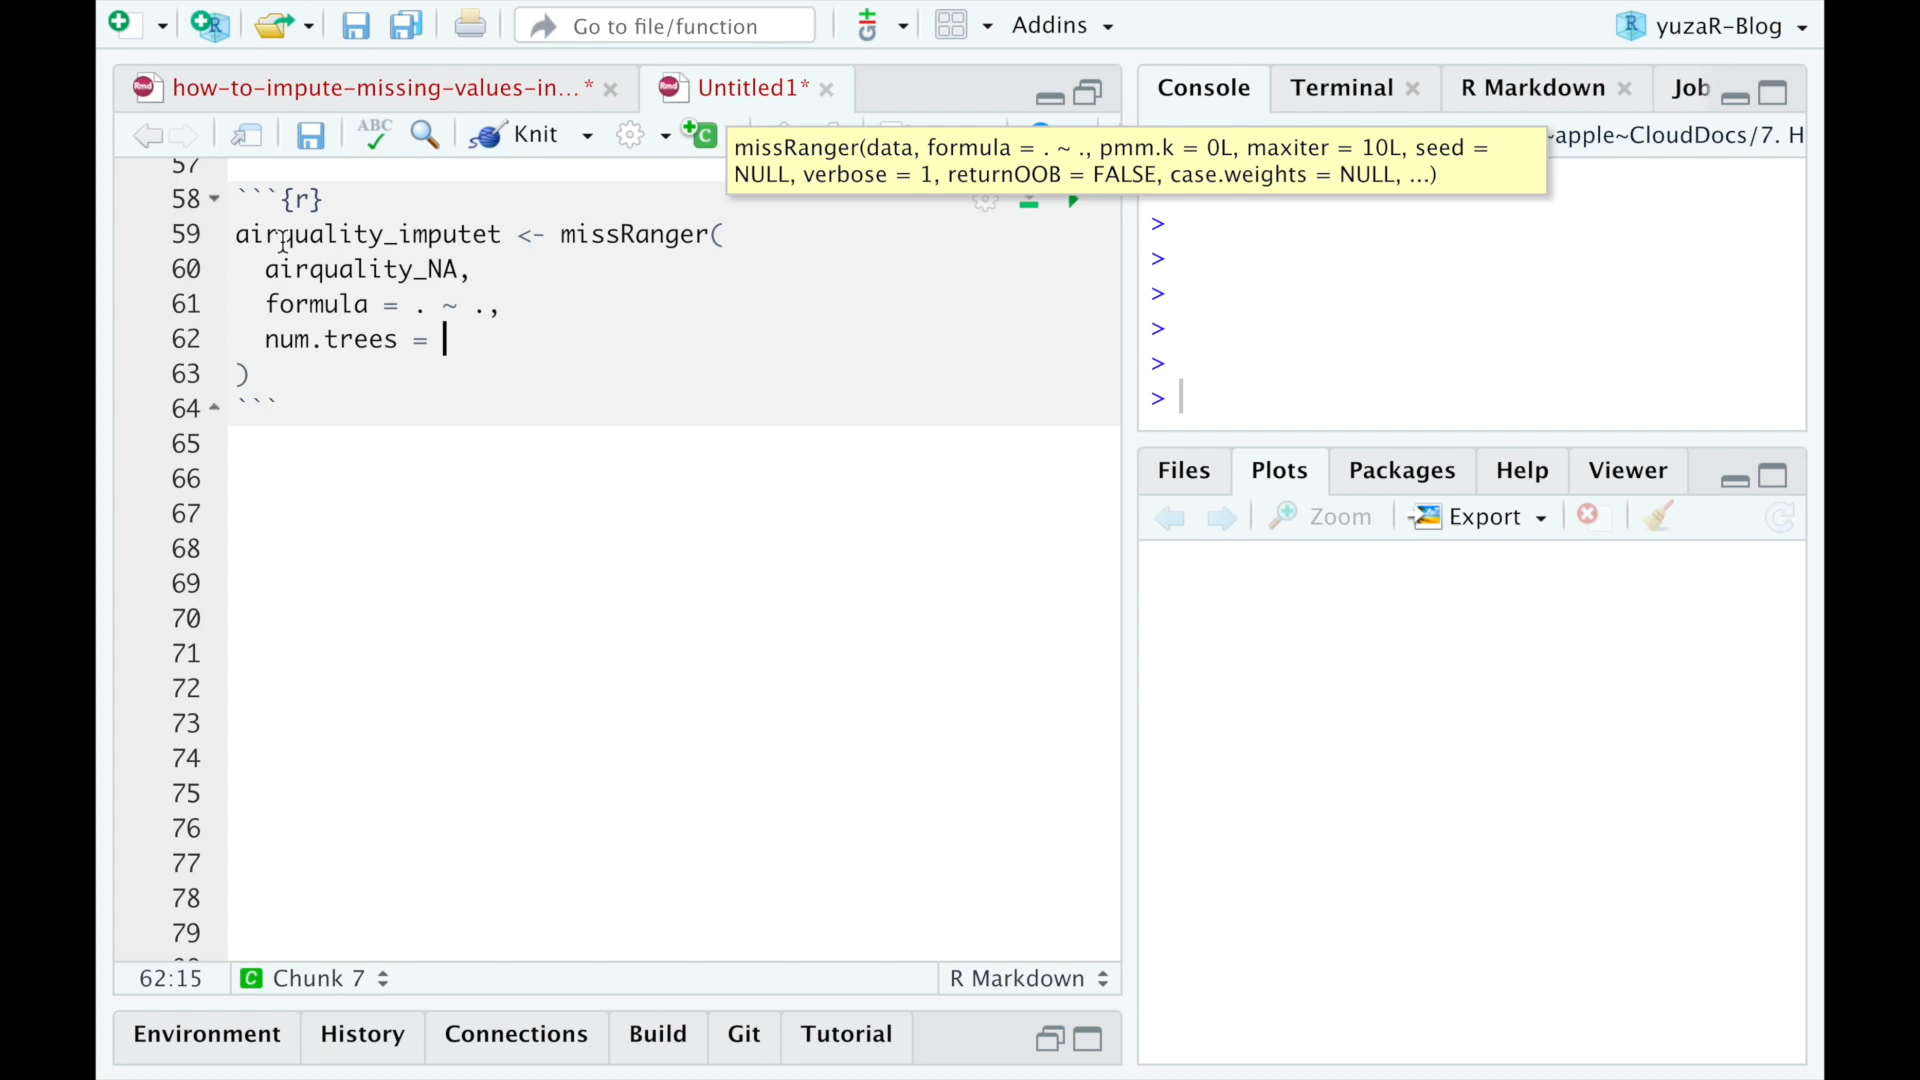 Go to file/function
Addins
yuzaR-Blog
how-to-impute-missing-values-in...*
Untitled1*
Console
Terminal
R Markdown
Job
ABC
Knit
missRanger(data, formula = . ~ ., pmm.k = 0L, maxiter = 10L, seed =
NULL, verbose = 1, returnOOB = FALSE, case.weights = NULL, ...)
~apple~CloudDocs/7. H
57
58 ```{r}
59 airquality_imputet <- missRanger(
60 airquality_NA,
61 formula = . ~ .,
62 num.trees =
63 )
64 ```
65
66
67
68
69
70
71
72
73
74
75
76
77
78
79
>
>
>
>
>
>
Files
Plots
Packages
Help
Viewer
Zoom
Export
62:15
C Chunk 7
R Markdown
Environment
History
Connections
Build
Git
Tutorial